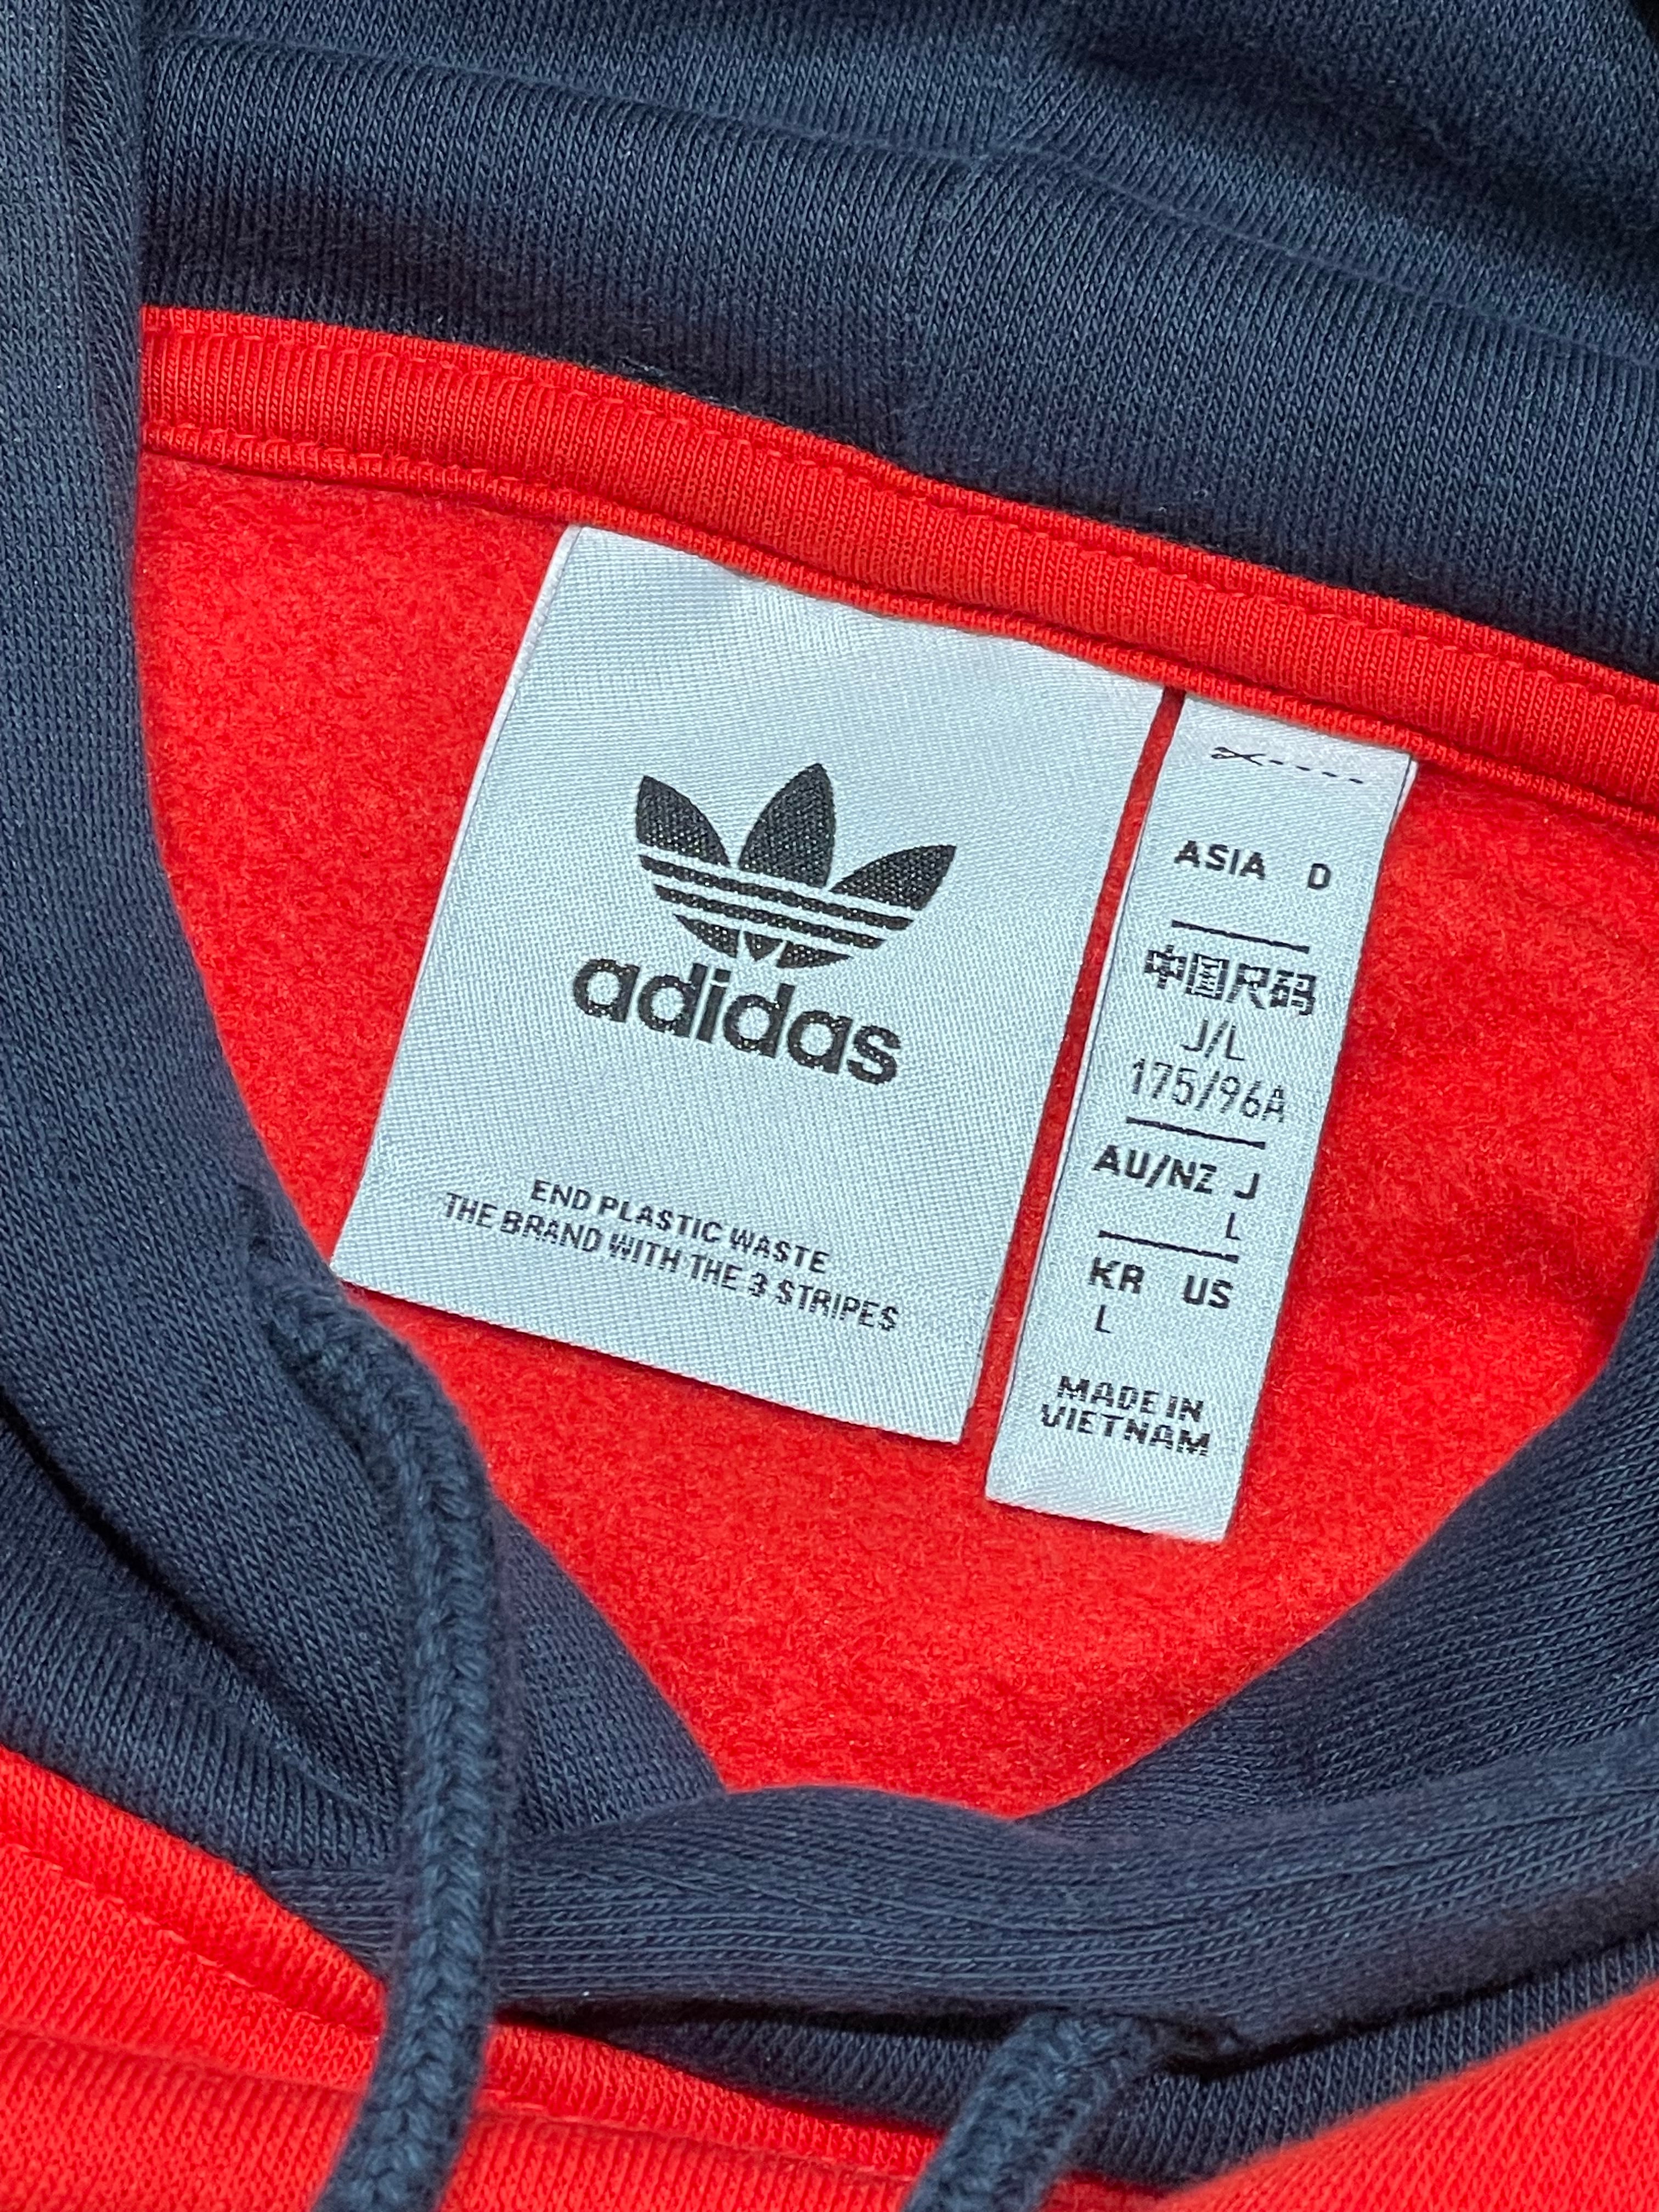 adidas
END PLASTIC WASTE
THE BRAND WITH THE 3 STRIPES
ASIA D
中国尺码
J/L
175/96A
AU/NZ J
L
KR US
L
MADE IN
VIETNAM